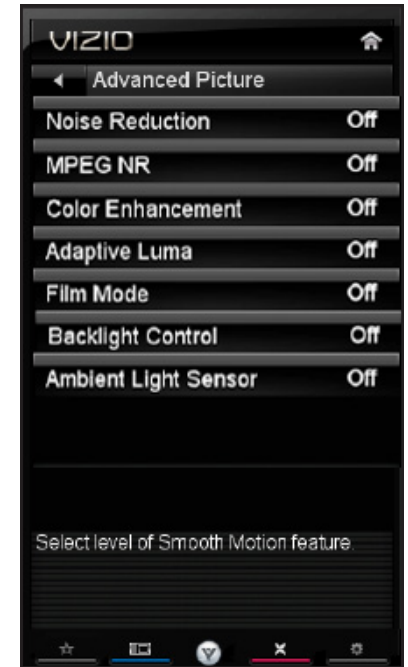 VIZIO
Advanced Picture
Noise Reduction Off
MPEG NR Off
Color Enhancement Off
Adaptive Luma Off
Film Mode Off
Backlight Control Off
Ambient Light Sensor Off
Select level of Smooth Motion feature.
V